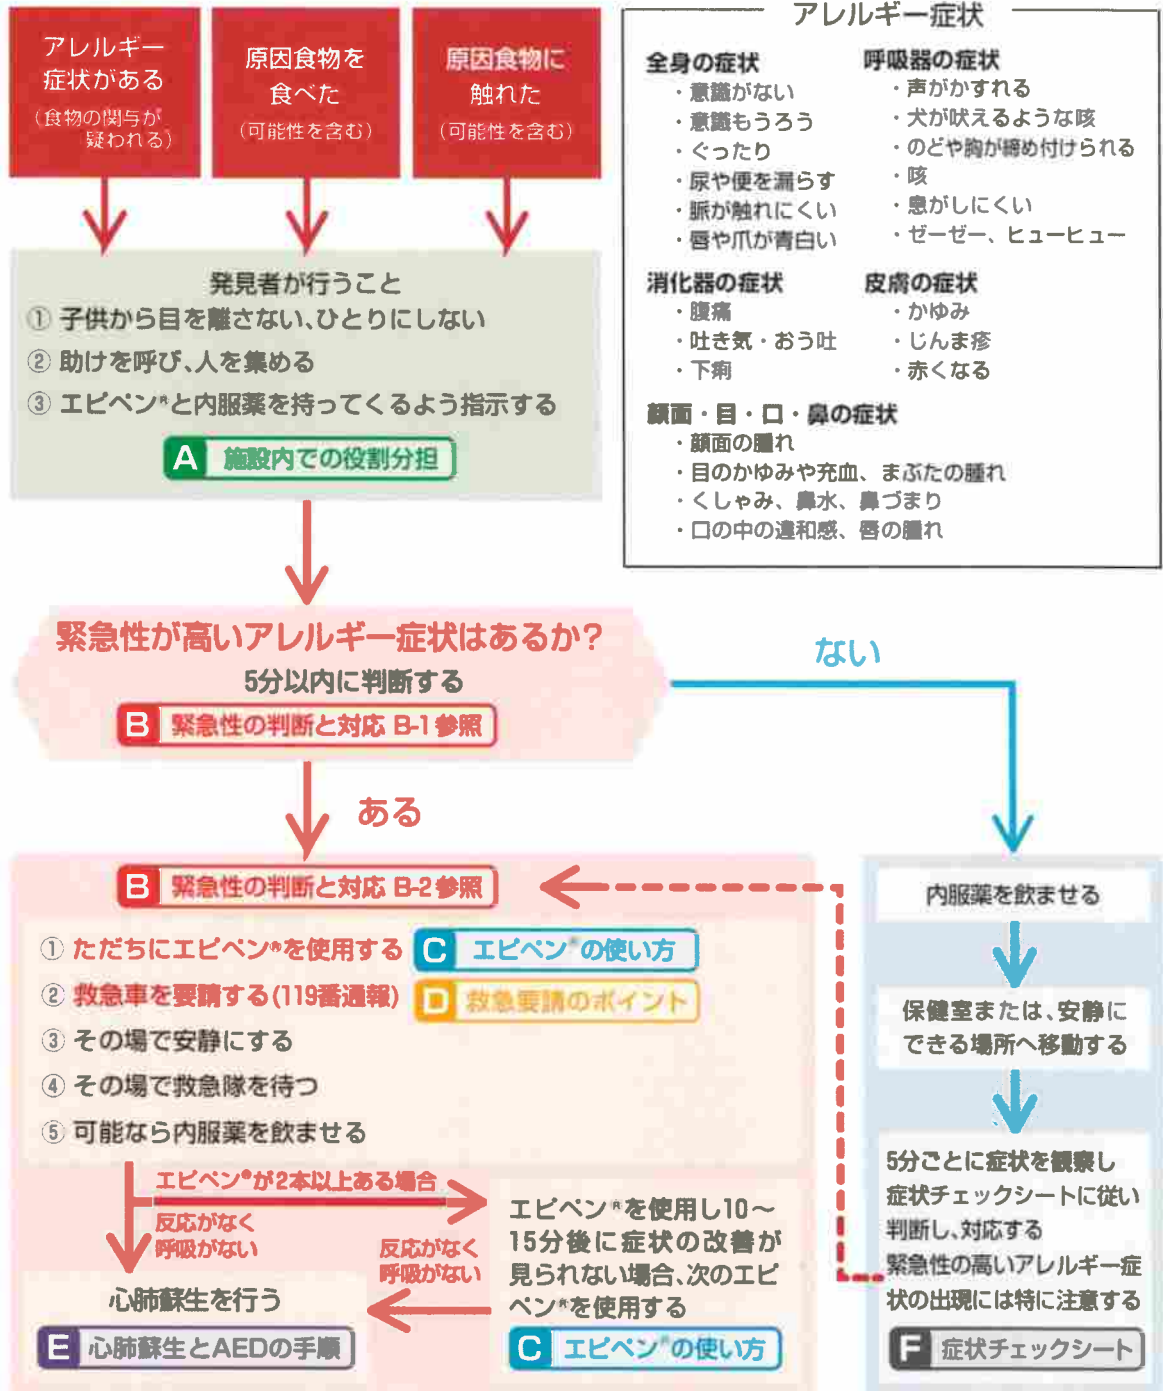 アレルギー
症状がある
(食物の関与が
疑われる)
原因食物を
食べた
(可能性を含む)
原因食物に
触れた
(可能性を含む)
アレルギー症状
全身の症状
・意識がない
・意識もうろう
・ぐったり
・尿や便を漏らす
・脈が触れにくい
・唇や爪が青白い
呼吸器の症状
・声がかすれる
・犬が吠えるような咳
・のどや胸が締め付けられる
・咳
・息がしにくい
・ゼーゼー、ヒューヒュー
消化器の症状
・腹痛
・吐き気・おう吐
・下痢
皮膚の症状
・かゆみ
・じんま疹
・赤くなる
顔面・目・口・鼻の症状
・顔面の腫れ
・目のかゆみや充血、まぶたの腫れ
・くしゃみ、鼻水、鼻づまり
・口の中の違和感、唇の腫れ
発見者が行うこと
① 子供から目を離さない、ひとりにしない
② 助けを呼び、人を集める
③ エピペン®と内服薬を持ってくるよう指示する
A 施設内での役割分担
緊急性が高いアレルギー症状はあるか?
5分以内に判断する
B 緊急性の判断と対応 B-1参照
ない
ある
B 緊急性の判断と対応 B-2参照
① ただちにエピペン®を使用する C エピペン®の使い方
② 救急車を要請する(119番通報) D 救急要請のポイント
③ その場で安静にする
④ その場で救急隊を待つ
⑤ 可能なら内服薬を飲ませる
エピペン®が2本以上ある場合
反応がなく
呼吸がない
エピペン®を使用し10～
15分後に症状の改善が
見られない場合、次のエピ
ペン®を使用する
C エピペン®の使い方
反応がなく
呼吸がない
心肺蘇生を行う
E 心肺蘇生とAEDの手順
内服薬を飲ませる
保健室または、安静に
できる場所へ移動する
5分ごとに症状を観察し
症状チェックシートに従い
判断し、対応する
緊急性の高いアレルギー症
状の出現には特に注意する
F 症状チェックシート